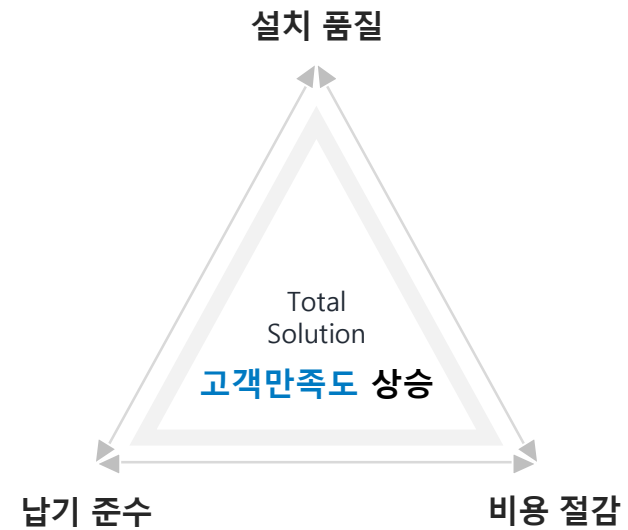 설치 품질
Total
Solution
고객만족도 상승
납기 준수
비용 절감